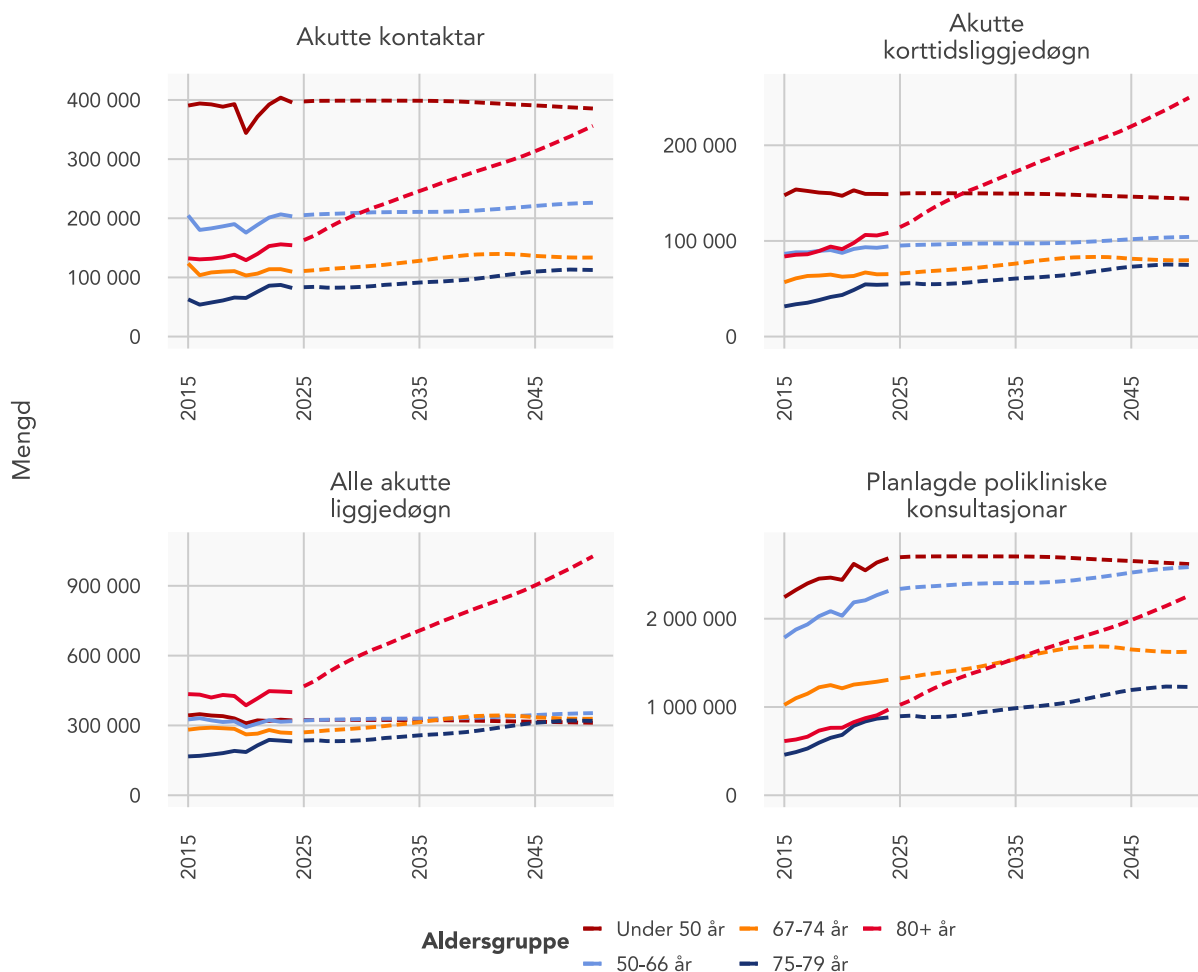 Akutte kontaktar
400 000
300 000
200 000
100 000
0
2015
2025
2035
2045
Akutte
korttidsliggjedøgn
200 000
100 000
0
2015
2025
2035
2045
Mengd
Alle akutte
liggjedøgn
900 000
600 000
300 000
0
2015
2025
2035
2045
Planlagde polikliniske
konsultasjonar
2 000 000
1 000 000
0
2015
2025
2035
2045
Aldersgruppe
Under 50 år
50-66 år
67-74 år
75-79 år
80+ år